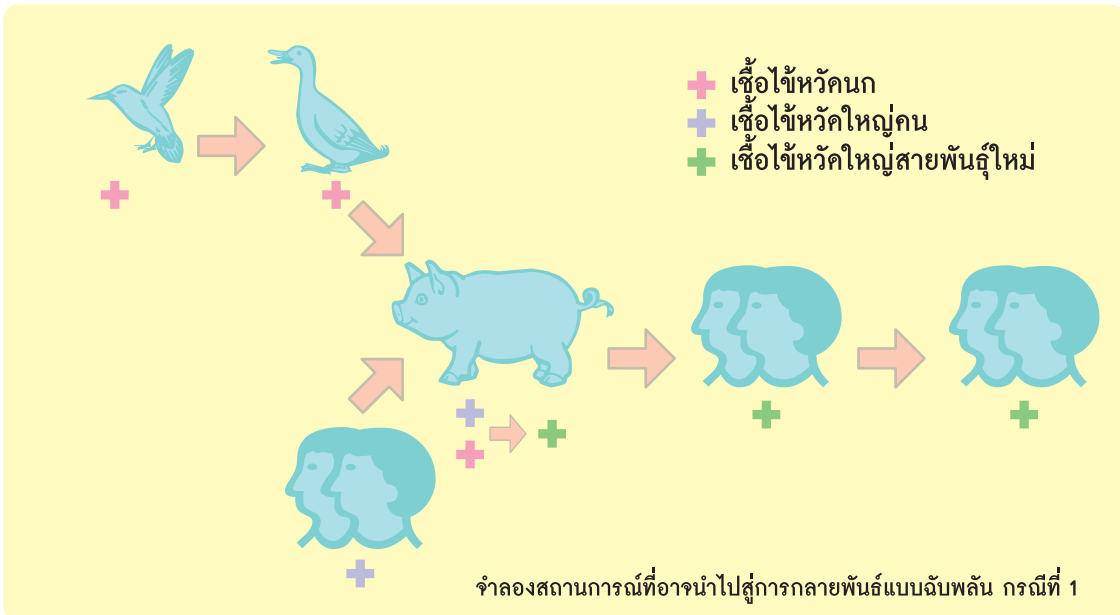 เชื้อไข้หวัดนก
เชื้อไข้หวัดใหญ่คน
เชื้อไข้หวัดใหญ่สายพันธุ์ใหม่
จำลองสถานการณ์ที่อาจนำไปสู่การกลายพันธ์แบบฉับพลัน กรณีที่ 1